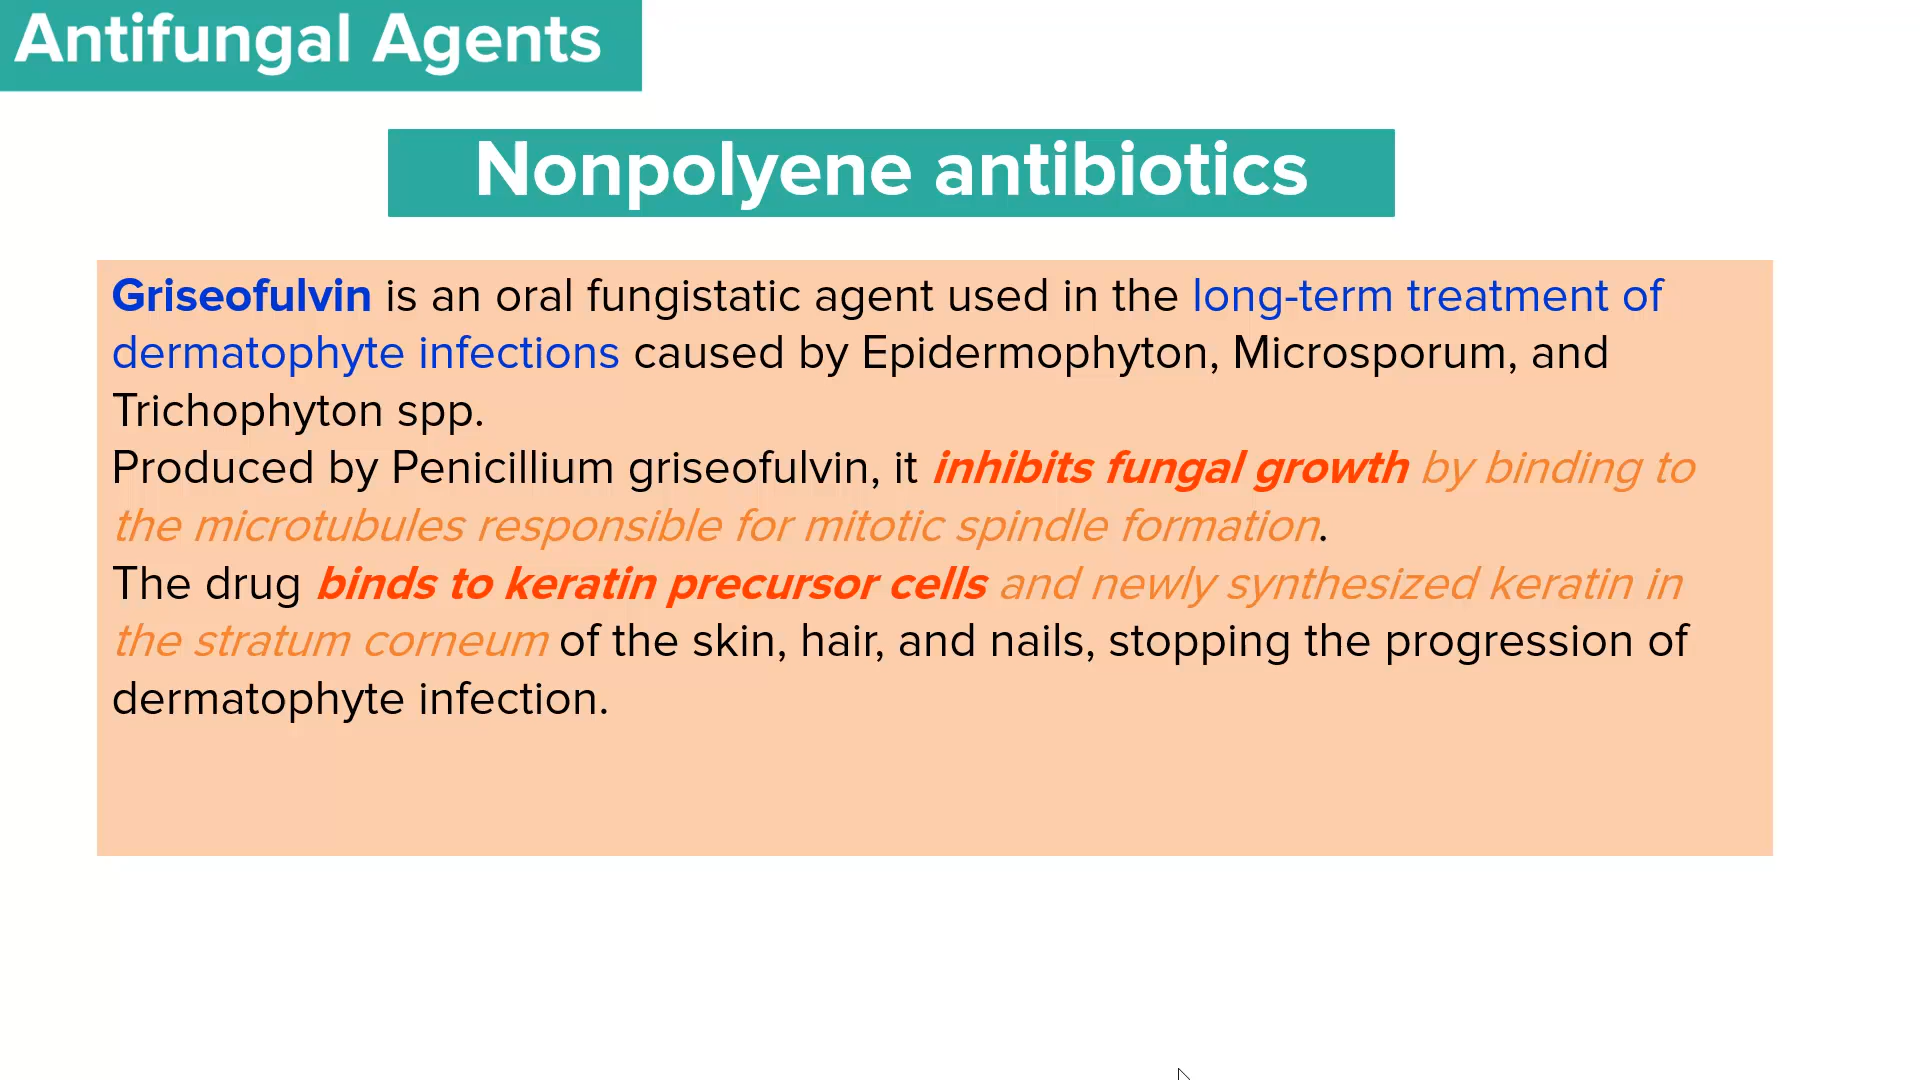 Antifungal Agents
Nonpolyene antibiotics
Griseofulvin is an oral fungistatic agent used in the long-term treatment of
dermatophyte infections caused by Epidermophyton, Microsporum, and
Trichophyton spp.
Produced by Penicillium griseofulvin, it inhibits fungal growth by binding to
the microtubules responsible for mitotic spindle formation.
The drug binds to keratin precursor cells and newly synthesized keratin in
the stratum corneum of the skin, hair, and nails, stopping the progression of
dermatophyte infection.